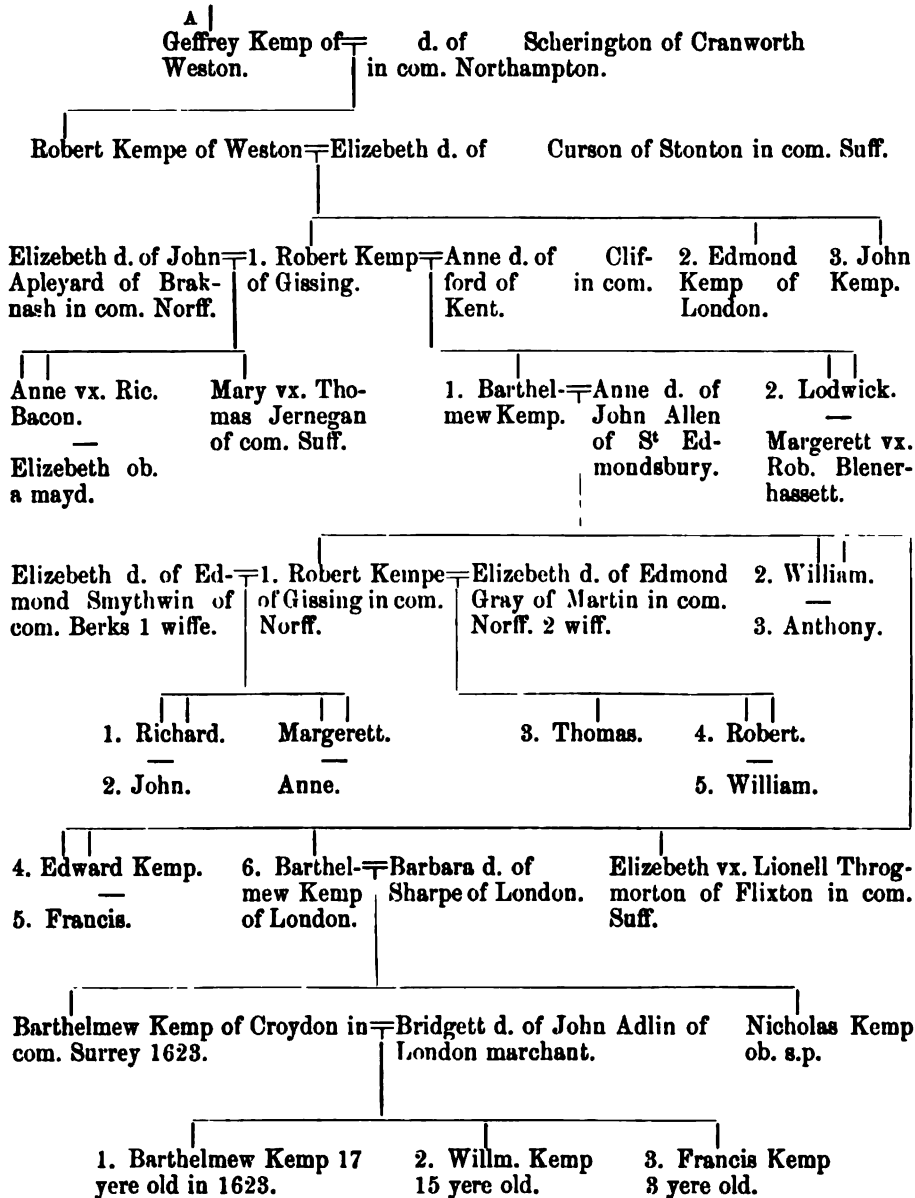 A
Geffrey Kemp of d. of Scherington of Cranworth
Weston. in com. Northampton.
Robert Kempe of Weston Elizebeth d. of Curson of Stonton in com. Suff.
Elizebeth d. of John
Apleyard of Brak-
nash in com. Norff.
1. Robert Kemp
of Gissing.
Anne d. of Clif-
ford of in com.
Kent.
2. Edmond
Kemp of
London.
3. John
Kemp.
Anne vx. Ric.
Bacon.
Elizebeth ob.
a mayd.
Mary vx. Tho-
mas Jernegan
of com. Suff.
1. Barthel-
mew Kemp.
Anne d. of
John Allen
of St Ed-
mondsbury.
2. Lodwick.
Margerett vx.
Rob. Blener-
hassett.
Elizebeth d. of Ed-
mond Smythwin of
com. Berks 1 wiffe.
1. Robert Kempe
of Gissing in com.
Norff.
Elizebeth d. of Edmond
Gray of Martin in com.
Norff. 2 wiff.
2. William.
3. Anthony.
1. Richard.
2. John.
Margerett.
Anne.
3. Thomas.
4. Robert.
5. William.
4. Edward Kemp.
5. Francis.
6. Barthel-
mew Kemp
of London.
Barbara d. of
Sharpe of London.
Elizebeth vx. Lionell Throg-
morton of Flixton in com.
Suff.
Barthelmew Kemp of Croydon in
com. Surrey 1623.
Bridgett d. of John Adlin of
London marchant.
Nicholas Kemp
ob. s.p.
1. Barthelmew Kemp 17
yere old in 1623.
2. Willm. Kemp
15 yere old.
3. Francis Kemp
3 yere old.